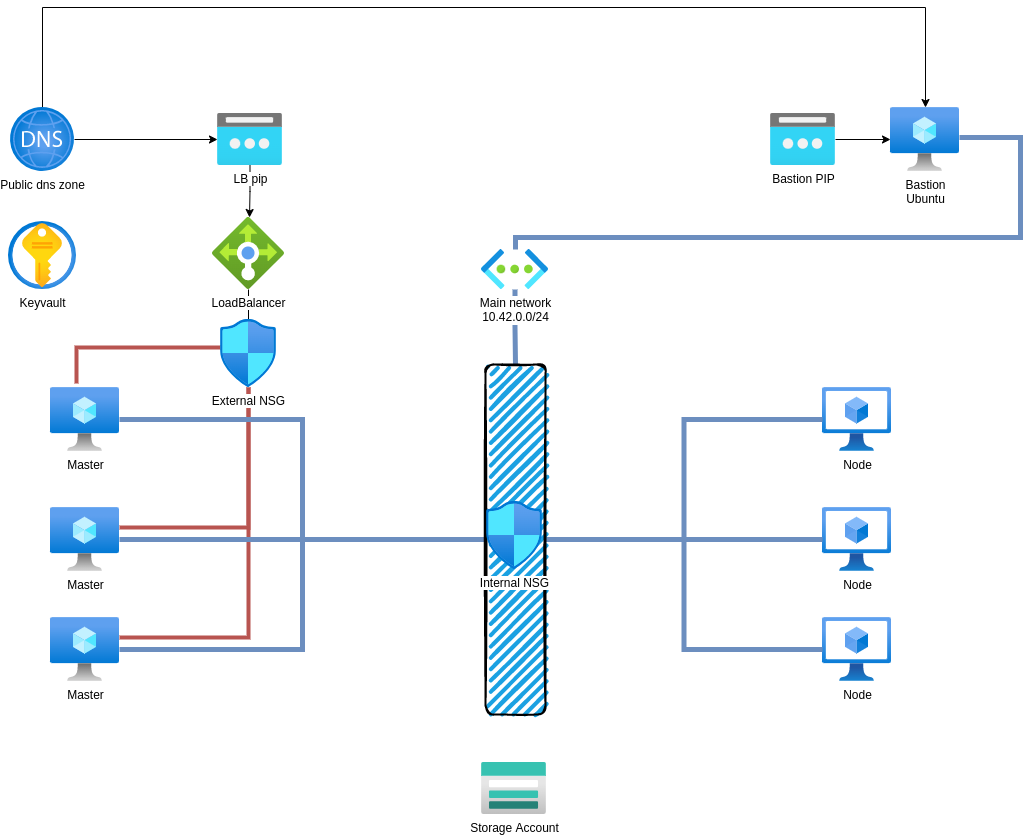 DNS
Public dns zone
LB pip
Bastion PIP
Bastion
Ubuntu
Keyvault
LoadBalancer
Main network
10.42.0.0/24
External NSG
Master
Node
Master
Internal NSG
Node
Master
Node
Storage Account